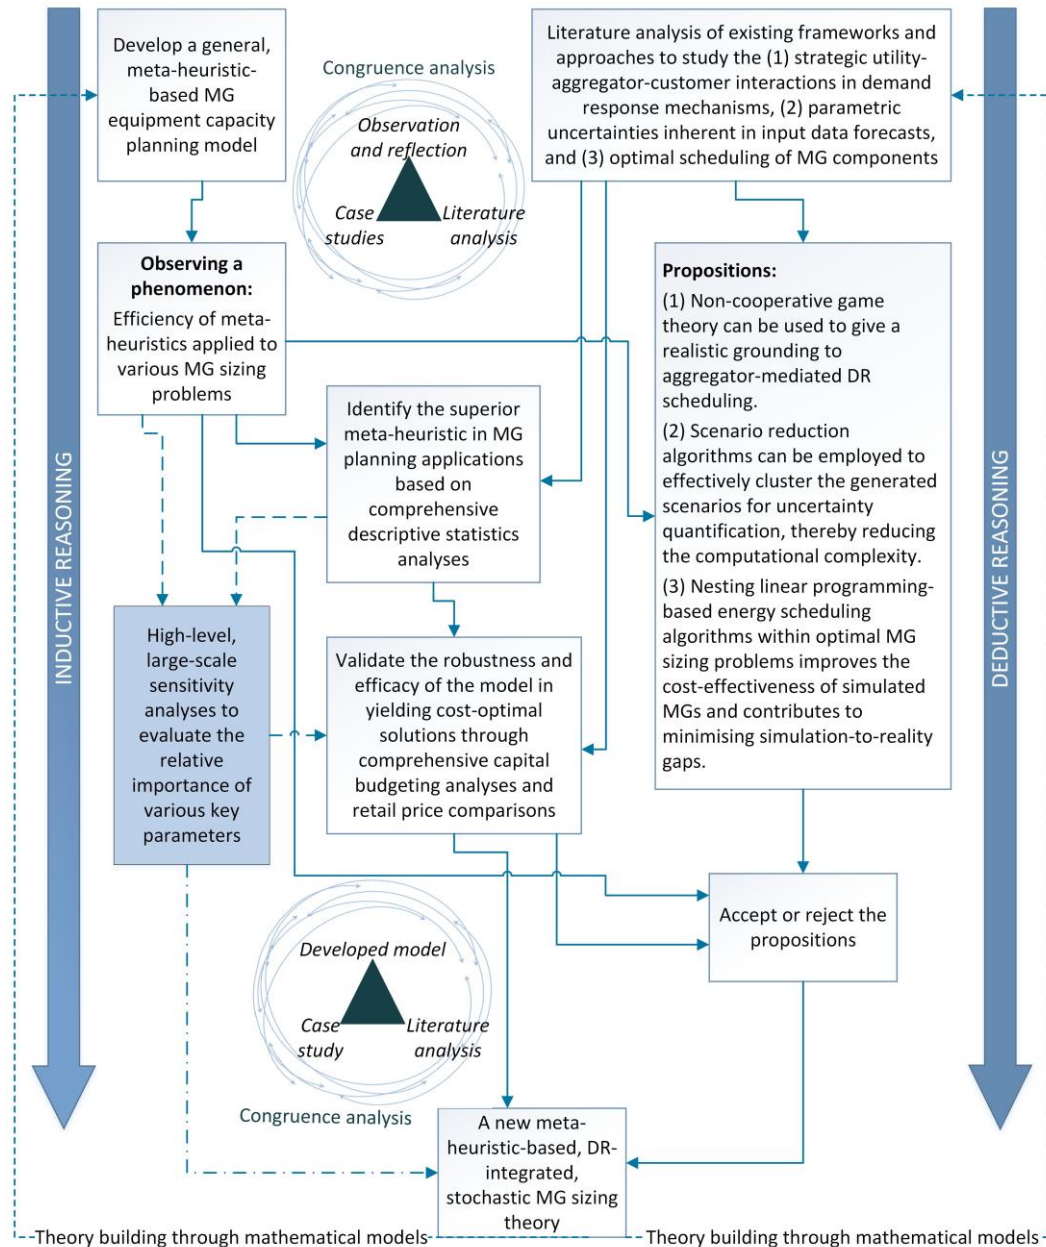 Develop a general,
meta-heuristic-
based MG
equipment capacity
planning model
Congruence analysis
Observation
and reflection
Case
studies
Literature
analysis
Literature analysis of existing frameworks and
approaches to study the (1) strategic utility-
aggregator-customer interactions in demand
response mechanisms, (2) parametric
uncertainties inherent in input data forecasts,
and (3) optimal scheduling of MG components
INDUCTIVE REASONING
DEDUCTIVE REASONING
Observing a
phenomenon:
Efficiency of meta-
heuristics applied to
various MG sizing
problems
Propositions:
(1) Non-cooperative game
theory can be used to give a
realistic grounding to
aggregator-mediated DR
scheduling.
(2) Scenario reduction
algorithms can be employed to
effectively cluster the generated
scenarios for uncertainty
quantification, thereby reducing
the computational complexity.
(3) Nesting linear programming-
based energy scheduling
algorithms within optimal MG
sizing problems improves the
cost-effectiveness of simulated
MGs and contributes to
minimising simulation-to-reality
gaps.
Identify the superior
meta-heuristic in MG
planning applications
based on
comprehensive
descriptive statistics
analyses
High-level,
large-scale
sensitivity
analyses to
evaluate the
relative
importance of
various key
parameters
Validate the robustness and
efficacy of the model in
yielding cost-optimal
solutions through
comprehensive capital
budgeting analyses and
retail price comparisons
Accept or reject the
propositions
Developed model
Case
study
Literature
analysis
Congruence analysis
A new meta-
heuristic-based, DR-
integrated,
stochastic MG sizing
theory
Theory building through mathematical models
Theory building through mathematical models